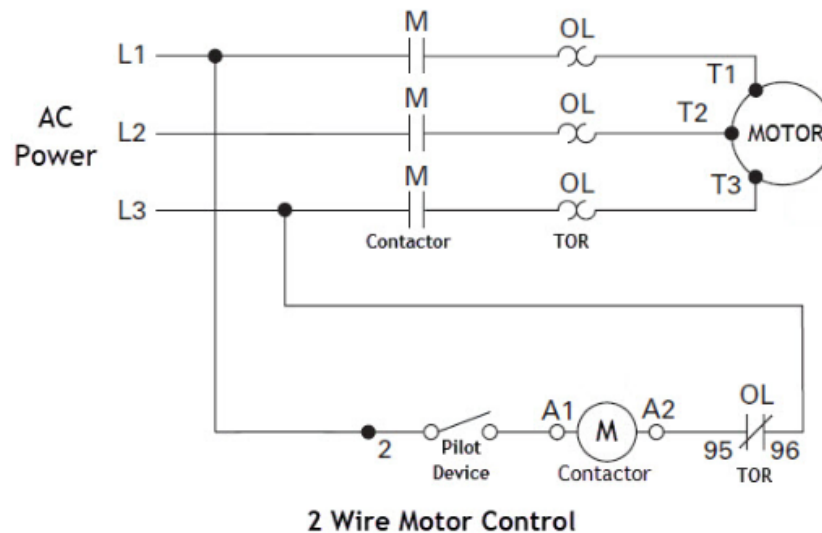 M
OL
L1
T1
M
OL
AC
Power
L2
T2
MOTOR
M
OL
T3
L3
Contactor
TOR
OL
A1
A2
M
2
Pilot
Device
95
96
Contactor
TOR
2 Wire Motor Control